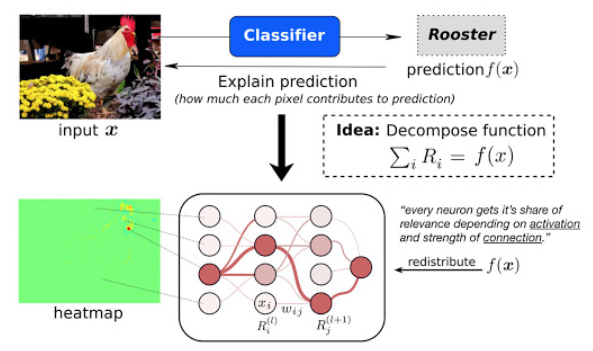 Classifier
Rooster
prediction f(x)
Explain prediction
(how much each pixel contributes to prediction)
input x
Idea: Decompose function
∑i Ri = f(x)
"every neuron gets it's share of
relevance depending on activation
and strength of connection."
redistribute f(x)
xi wij
Ri(l) Rj(l+1)
heatmap